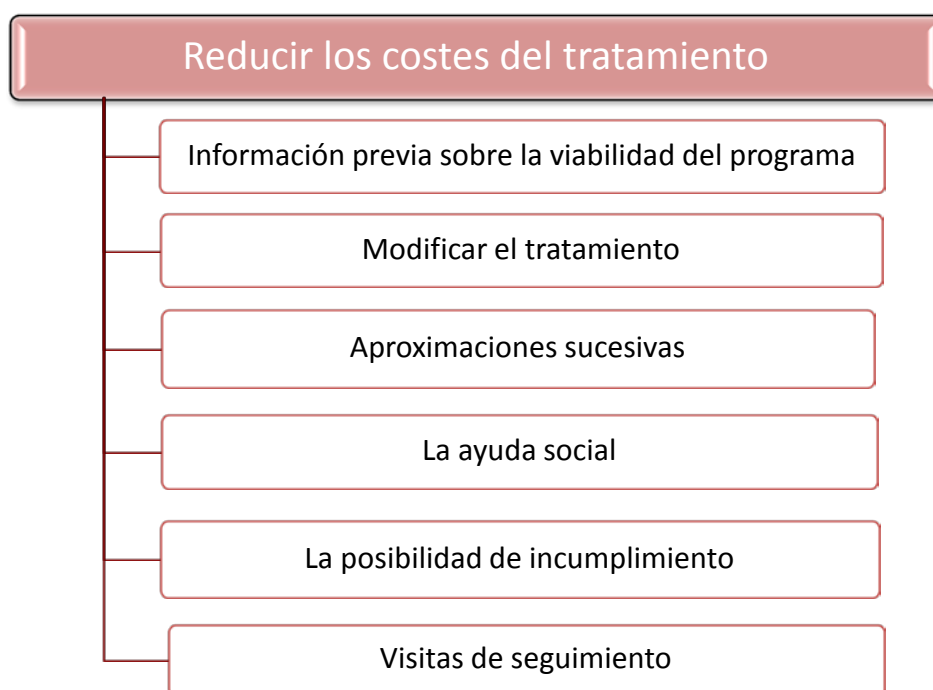 Reducir los costes del tratamiento
Información previa sobre la viabilidad del programa
Modificar el tratamiento
Aproximaciones sucesivas
La ayuda social
La posibilidad de incumplimiento
Visitas de seguimiento